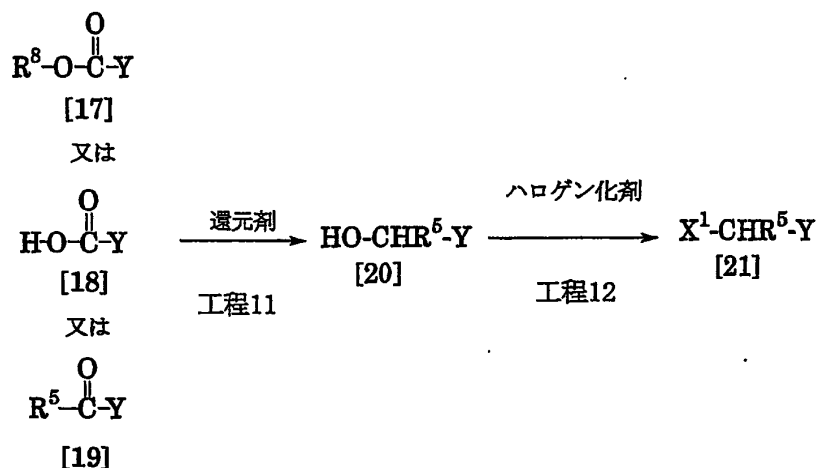 O
R⁸-O-C-Y
[17]
又は
O
H-O-C-Y
[18]
又は
O
R⁵-C-Y
[19]
還元剤
工程11
HO-CHR⁵-Y
[20]
ハロゲン化剤
工程12
X¹-CHR⁵-Y
[21]